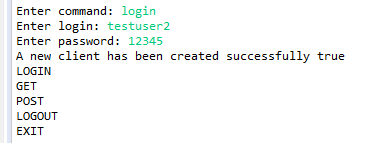 Enter command: login
Enter login: testuser2
Enter password: 12345
A new client has been created successfully true
LOGIN
GET
POST
LOGOUT
EXIT